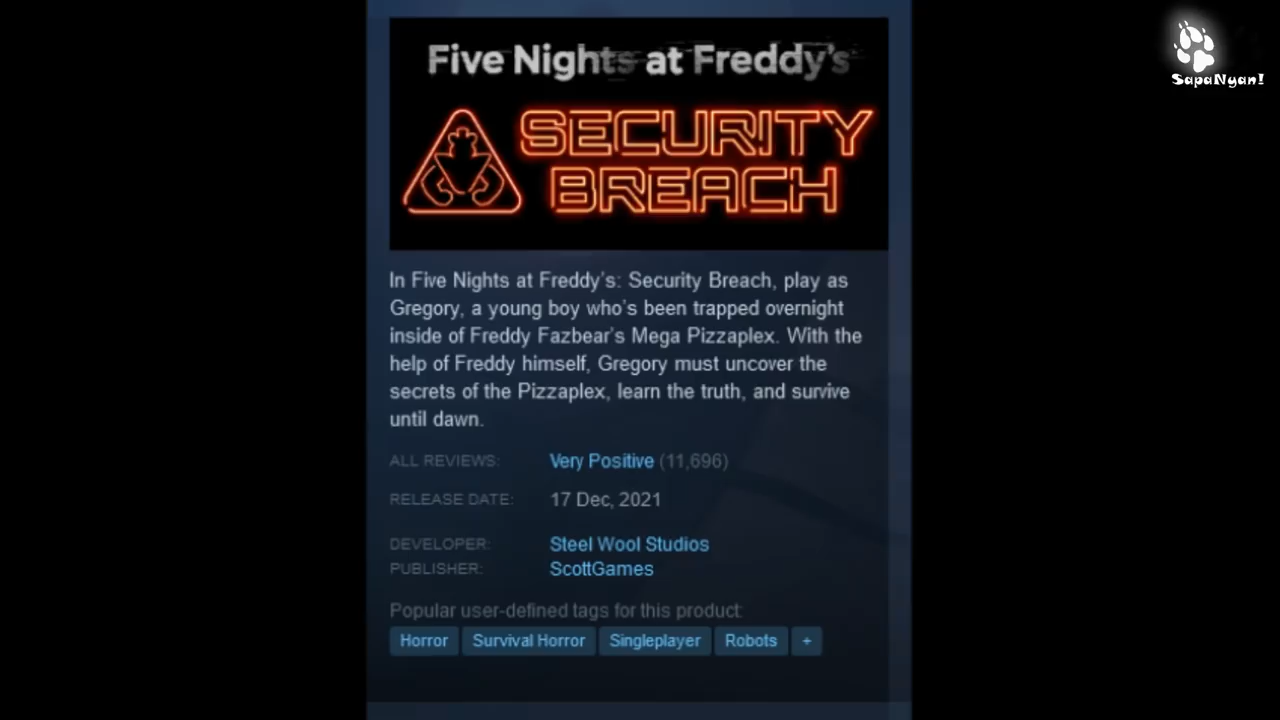 SapaNyan!
Five Nights at Freddy's
SECURITY
BREACH
In Five Nights at Freddy's: Security Breach, play as
Gregory, a young boy who's been trapped overnight
inside of Freddy Fazbear's Mega Pizzaplex. With the
help of Freddy himself, Gregory must uncover the
secrets of the Pizzaplex, learn the truth, and survive
until dawn.
ALL REVIEWS: Very Positive (11,696)
RELEASE DATE: 17 Dec, 2021
DEVELOPER: Steel Wool Studios
PUBLISHER: ScottGames
Popular user-defined tags for this product:
Horror Survival Horror Singleplayer Robots +